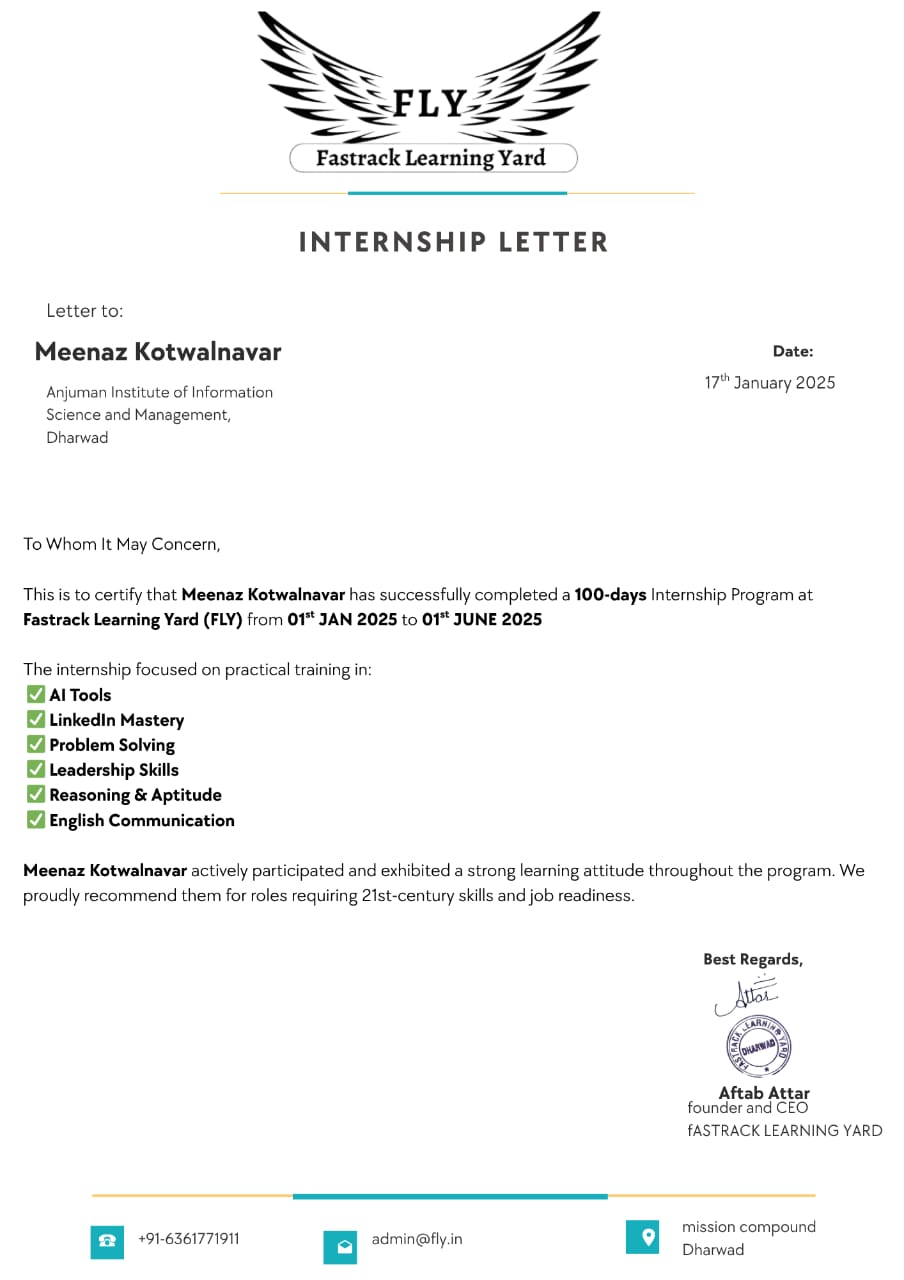 FLY
Fastrack Learning Yard
INTERNSHIP LETTER
Letter to:
Meenaz Kotwalnavar
Anjuman Institute of Information
Science and Management,
Dharwad
Date:
17th January 2025
To Whom It May Concern,
This is to certify that Meenaz Kotwalnavar has successfully completed a 100-days Internship Program at
Fastrack Learning Yard (FLY) from 01st JAN 2025 to 01st JUNE 2025
The internship focused on practical training in:
✅ AI Tools
✅ LinkedIn Mastery
✅ Problem Solving
✅ Leadership Skills
✅ Reasoning & Aptitude
✅ English Communication
Meenaz Kotwalnavar actively participated and exhibited a strong learning attitude throughout the program. We
proudly recommend them for roles requiring 21st-century skills and job readiness.
Best Regards,
Attar
FASTRACK LEARNING YARD
DHARWAD
Aftab Attar
founder and CEO
fASTRACK LEARNING YARD
+91-6361771911
admin@fly.in
mission compound
Dharwad